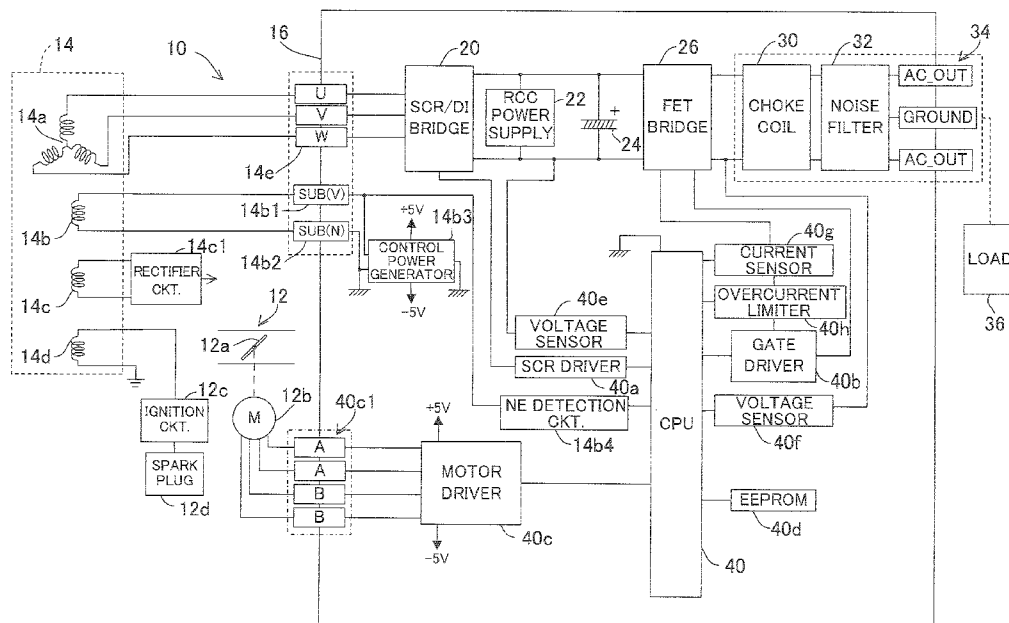 14
10
16
20
26
30
32
34
14a
U
V
W
14e
SCR/DI
BRIDGE
RCC
POWER
SUPPLY
22
+
24
FET
BRIDGE
CHOKE
COIL
NOISE
FILTER
AC_OUT
GROUND
AC_OUT
14b
SUB(V)
14b1
SUB(N)
14b2
+5V
14b3
CONTROL
POWER
GENERATOR
-5V
14c
14c1
RECTIFIER
CKT.
14d
12
12a
40g
CURRENT
SENSOR
OVERCURRENT
LIMITER
40h
LOAD
36
40e
VOLTAGE
SENSOR
SCR DRIVER
40a
GATE
DRIVER
40b
NE DETECTION
CKT.
14b4
CPU
VOLTAGE
SENSOR
40f
12c
IGNITION
CKT.
SPARK
PLUG
12d
M
12b
40c1
A
A
B
B
+5V
MOTOR
DRIVER
-5V
40c
EEPROM
40d
40